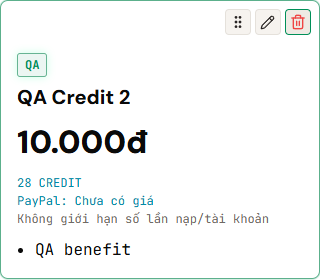 QA
QA Credit 2
10.000đ
28 CREDIT
PayPal: Chưa có giá
Không giới hạn số lần nạp/tài khoản
• QA benefit